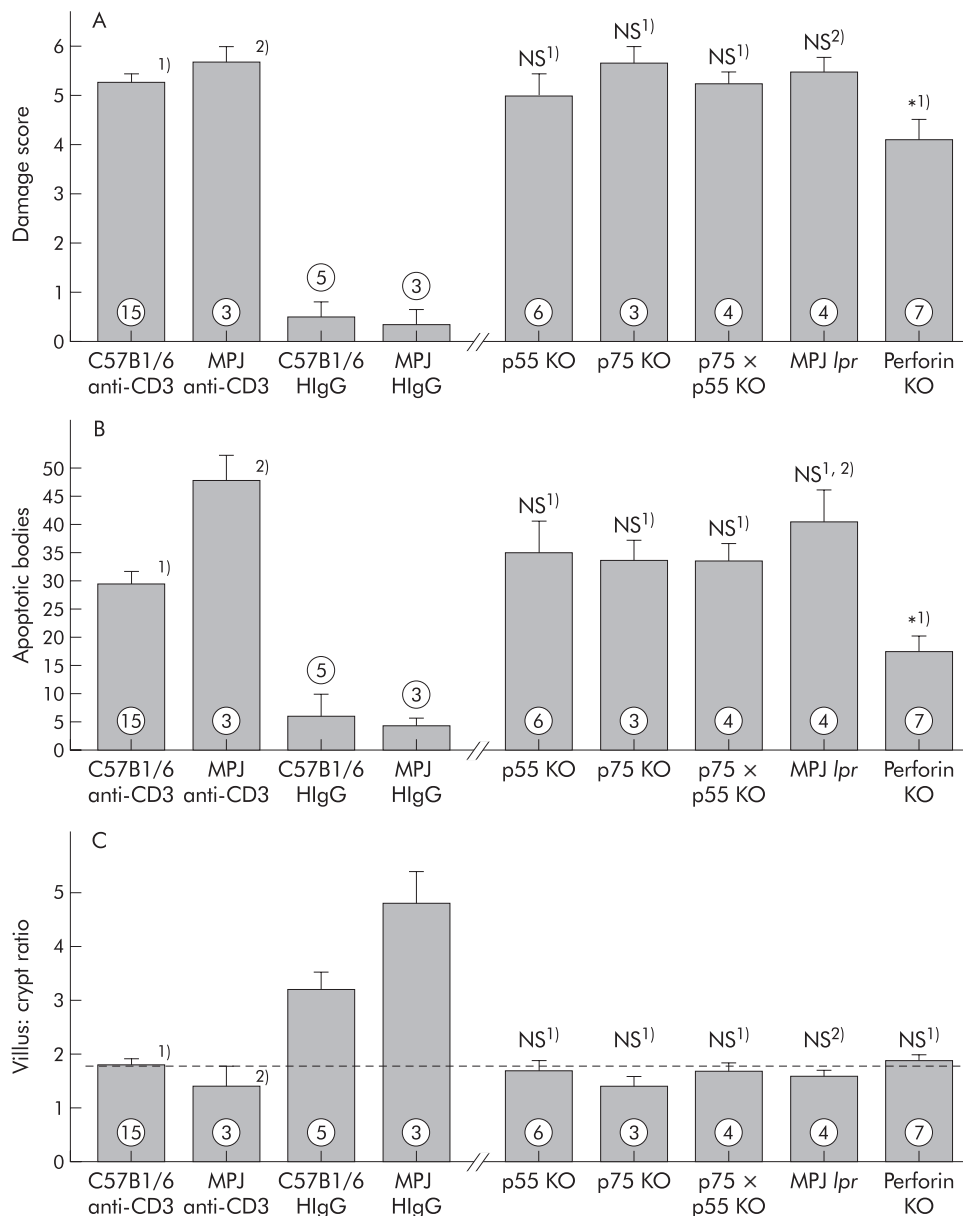 A
Damage score
6
5
4
3
2
1
0
1)
2)
NS1)
NS1)
NS1)
NS2)
*1)
5
3
15
3
6
3
4
4
7
C57B1/6 anti-CD3
MPJ anti-CD3
C57B1/6 HIgG
MPJ HIgG
p55 KO
p75 KO
p75 × p55 KO
MPJ lpr
Perforin KO
B
Apoptotic bodies
50
45
40
35
30
25
20
15
10
5
0
1)
2)
NS1)
NS1)
NS1)
NS1, 2)
*1)
5
3
15
3
6
3
4
4
7
C57B1/6 anti-CD3
MPJ anti-CD3
C57B1/6 HIgG
MPJ HIgG
p55 KO
p75 KO
p75 × p55 KO
MPJ lpr
Perforin KO
C
Villus: crypt ratio
5
4
3
2
1
0
1)
2)
NS1)
NS1)
NS1)
NS2)
NS1)
15
3
5
3
6
3
4
4
7
C57B1/6 anti-CD3
MPJ anti-CD3
C57B1/6 HIgG
MPJ HIgG
p55 KO
p75 KO
p75 × p55 KO
MPJ lpr
Perforin KO